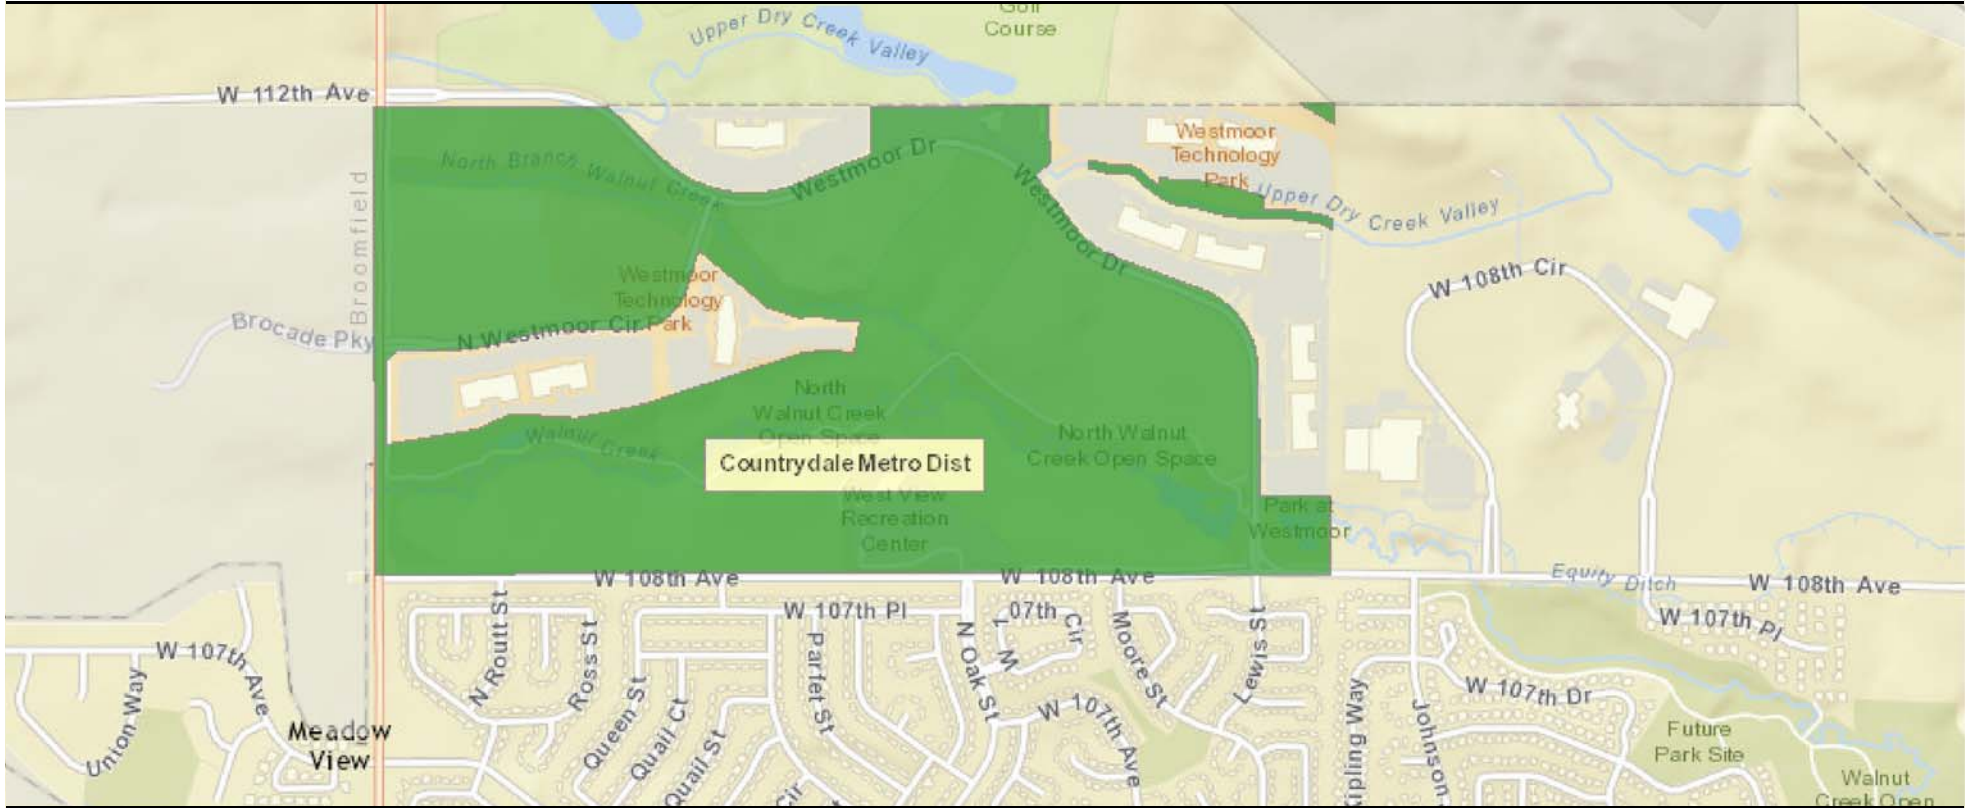 Golf
Course
Upper Dry Creek Valley
W 112th Ave
Westmoor
Technology
Park
North Branch Walnut Creek
Westmoor Dr
Westmoor Dr
Upper Dry Creek Valley
Broomfield
Westmoor
Technology
Park
W 108th Cir
Brocade Pky
N Westmoor Cir
North
Walnut Creek
Open Space
Walnut Creek
North Walnut
Creek Open Space
Countrydale Metro Dist
West View
Recreation
Center
Park at
Westmoor
W 108th Ave
W 108th Ave
Equity Ditch
W 108th Ave
W 107th Pl
07th Cir
W 107th Pl
N Routt St
Ross St
Parfet St
N Oak St
L M
Moore St
Lewis St
W 107th Ave
Union Way
Queen St
Quail Ct
Quail St
Cir
W 107th Ave
Kipling Way
Johnson
W 107th Dr
Meadow
View
Future
Park Site
Walnut
Creek Open